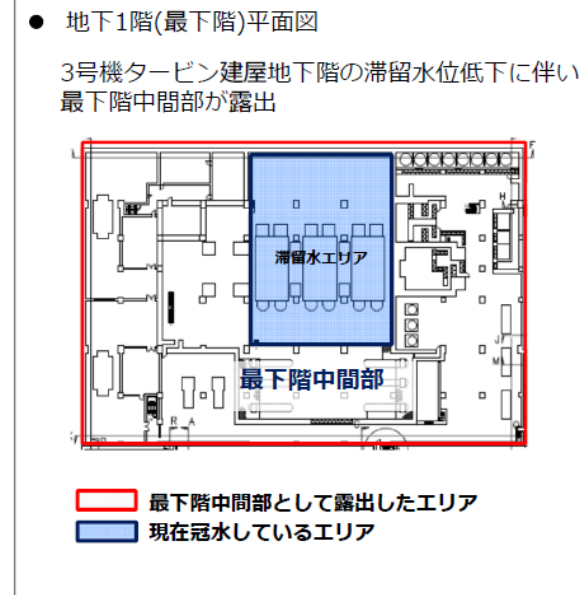 ● 地下1階(最下階)平面図
3号機タービン建屋地下階の滞留水位低下に伴い
最下階中間部が露出
F
H
滞留水エリア
J7
M1
最下階中間部
R A
最下階中間部として露出したエリア
現在冠水しているエリア